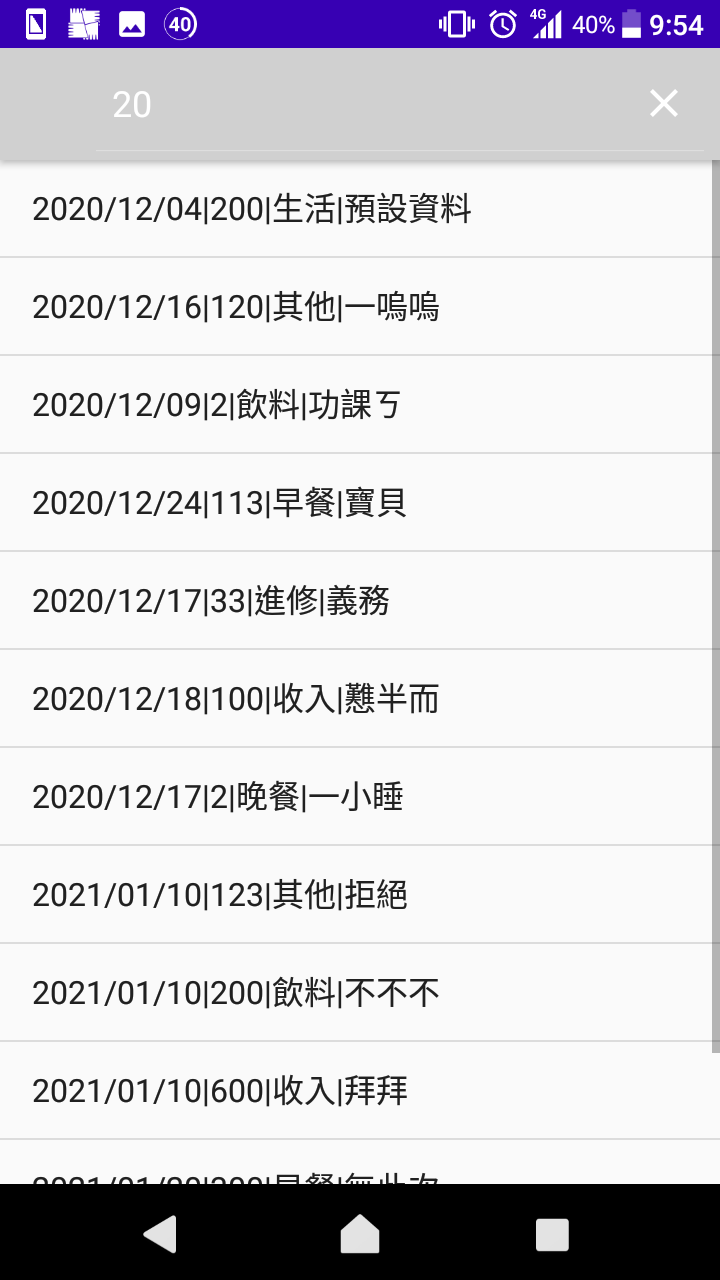 40
4G
40%
9:54
20
2020/12/04|200|生活|預設資料
2020/12/16|120|其他|一嗚嗚
2020/12/09|2|飲料|功課ㄎ
2020/12/24|113|早餐|寶貝
2020/12/17|33|進修|義務
2020/12/18|100|收入|半而
2020/12/17|2|晚餐|一小睡
2021/01/10|123|其他|拒絕
2021/01/10|200|飲料|不不不
2021/01/10|600|收入|拜拜